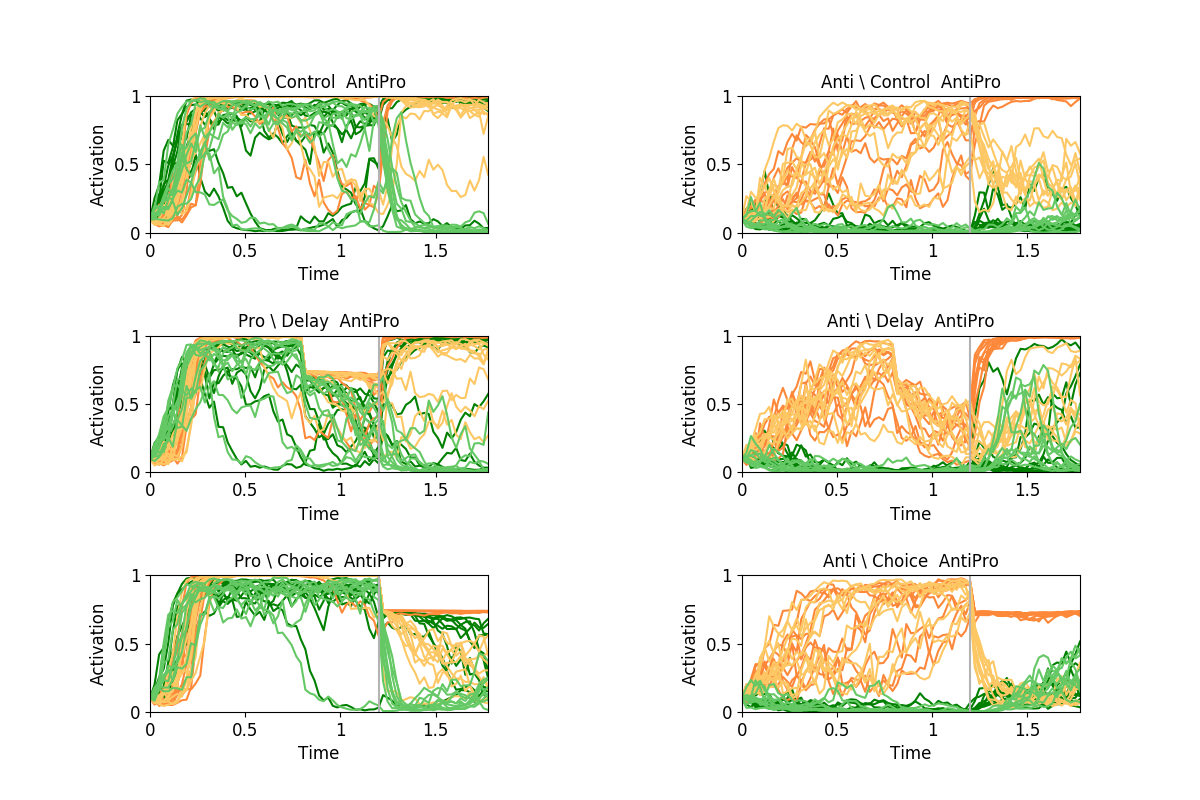 Pro \ Control  AntiPro
1
0.5
0
Activation
0 0.5 1 1.5
Time
Anti \ Control  AntiPro
1
0.5
0
Activation
0 0.5 1 1.5
Time
Pro \ Delay  AntiPro
1
0.5
0
Activation
0 0.5 1 1.5
Time
Anti \ Delay  AntiPro
1
0.5
0
Activation
0 0.5 1 1.5
Time
Pro \ Choice  AntiPro
1
0.5
0
Activation
0 0.5 1 1.5
Time
Anti \ Choice  AntiPro
1
0.5
0
Activation
0 0.5 1 1.5
Time